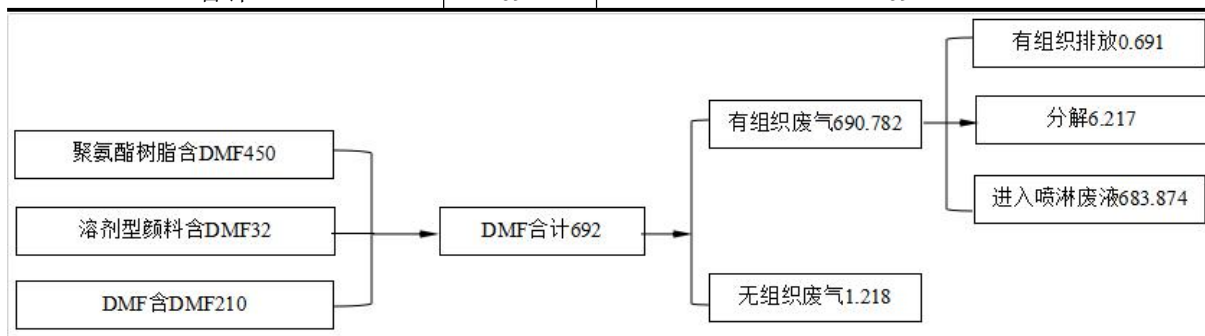 有组织排放0.691
有组织废气690.782
分解6.217
聚氨酯树脂含DMF450
进入喷淋废液683.874
溶剂型颜料含DMF32
DMF合计692
DMF含DMF210
无组织废气1.218